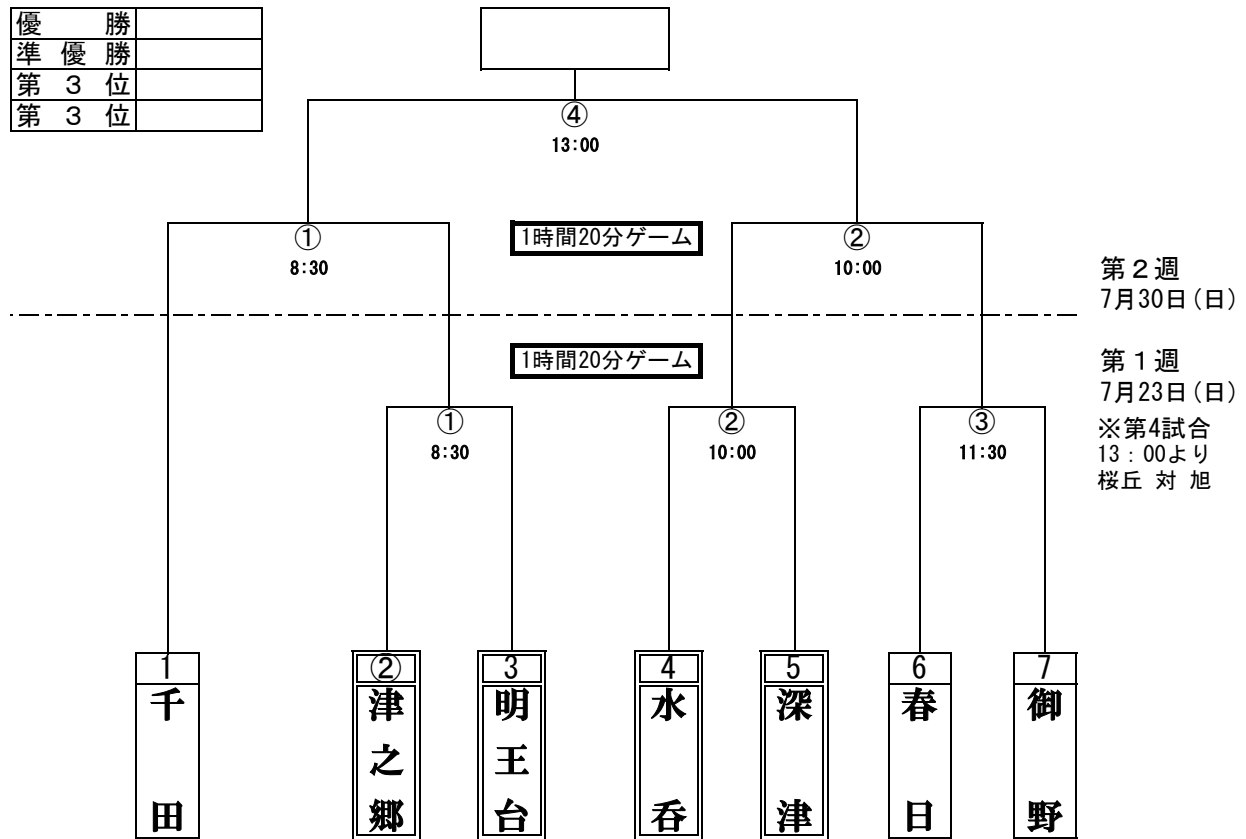 優勝
準優勝
第３位
第３位
④
13:00
①
8:30
1時間20分ゲーム
②
10:00
第２週
7月30日(日)
1時間20分ゲーム
第１週
7月23日(日)
※第4試合
13：00より
桜丘 対 旭
①
8:30
②
10:00
③
11:30
1
千田
②
津之郷
3
明王台
4
水呑
5
深津
6
春日
7
御野